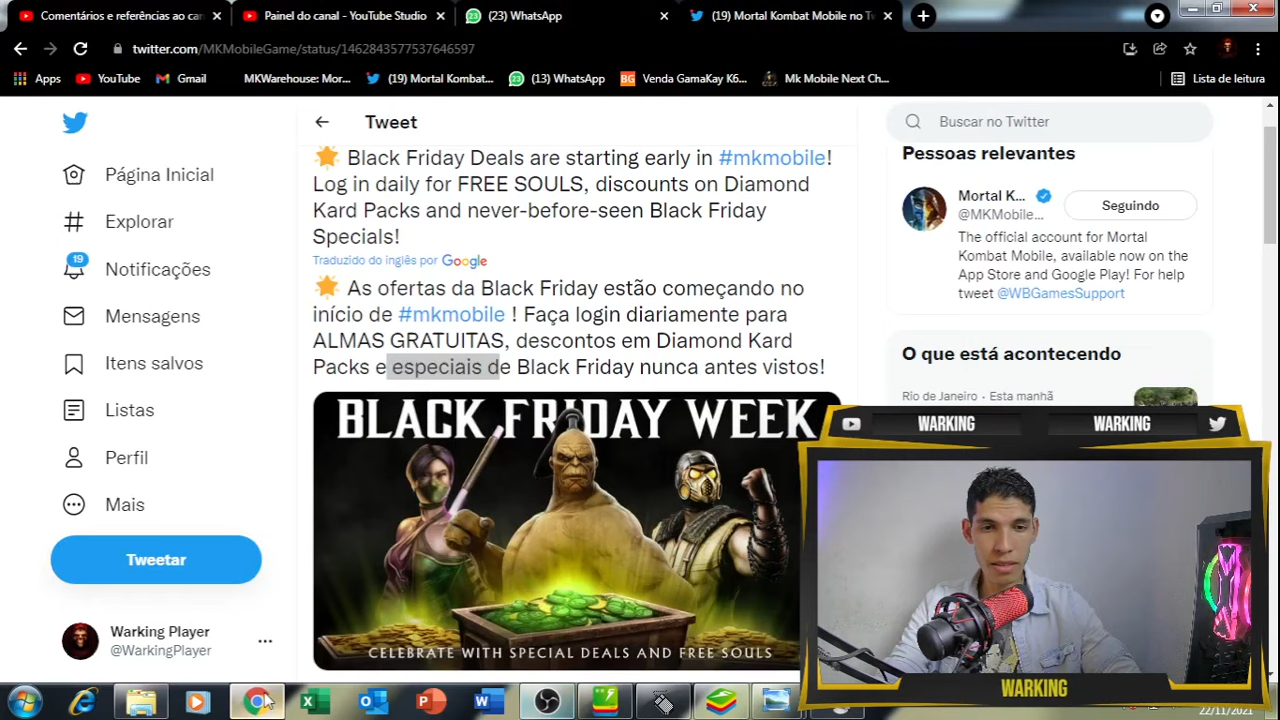 Comentários e referências ao can
Painel do canal - YouTube Studio
(23) WhatsApp
(19) Mortal Kombat Mobile no Tw
twitter.com/MKMobileGame/status/1462843577537646597
Apps
YouTube
Gmail
MKWarehouse: Mor...
(19) Mortal Kombat...
(13) WhatsApp
Venda GamaKay K6...
Mk Mobile Next Ch...
Lista de leitura
Página Inicial
Explorar
19
Notificações
Mensagens
Itens salvos
Listas
Perfil
Mais
Tweetar
Warking Player
@WarkingPlayer
Tweet
Black Friday Deals are starting early in #mkmobile!
Log in daily for FREE SOULS, discounts on Diamond
Kard Packs and never-before-seen Black Friday
Specials!
Traduzido do inglês por Google
As ofertas da Black Friday estão começando no
início de #mkmobile ! Faça login diariamente para
ALMAS GRATUITAS, descontos em Diamond Kard
Packs e especiais de Black Friday nunca antes vistos!
BLACK FRIDAY WEEK
CELEBRATE WITH SPECIAL DEALS AND FREE SOULS
Buscar no Twitter
Pessoas relevantes
Mortal K...
@MKMobile...
Seguindo
The official account for Mortal
Kombat Mobile, available now on the
App Store and Google Play! For help
tweet @WBGamesSupport
O que está acontecendo
Rio de Janeiro · Esta manhã
WARKING
WARKING
WARKING
22/11/2021